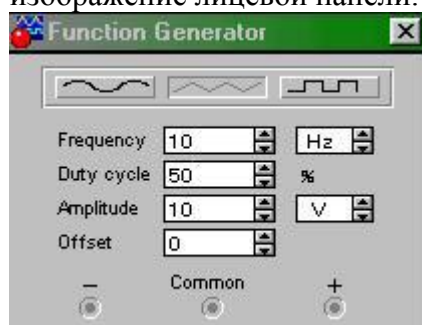 изображение лицевой панели.
Function Generator
Frequency 10 Hz
Duty cycle 50 %
Amplitude 10 V
Offset 0
− Common +